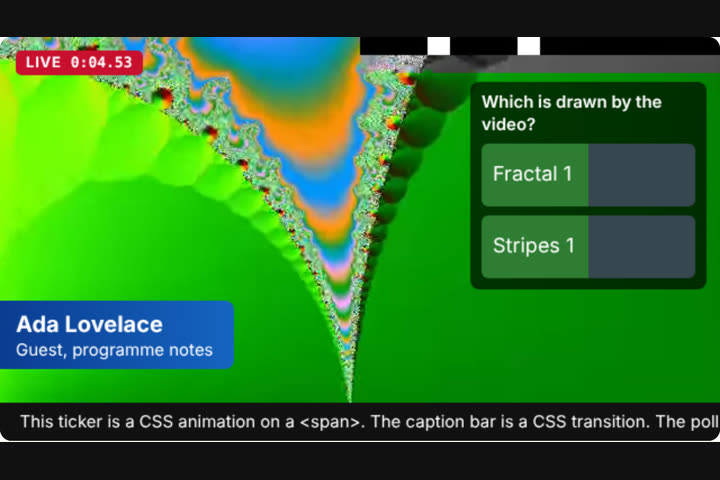 LIVE 0:04.53
Which is drawn by the
video?
Fractal 1
Stripes 1
Ada Lovelace
Guest, programme notes
This ticker is a CSS animation on a <span>. The caption bar is a CSS transition. The poll